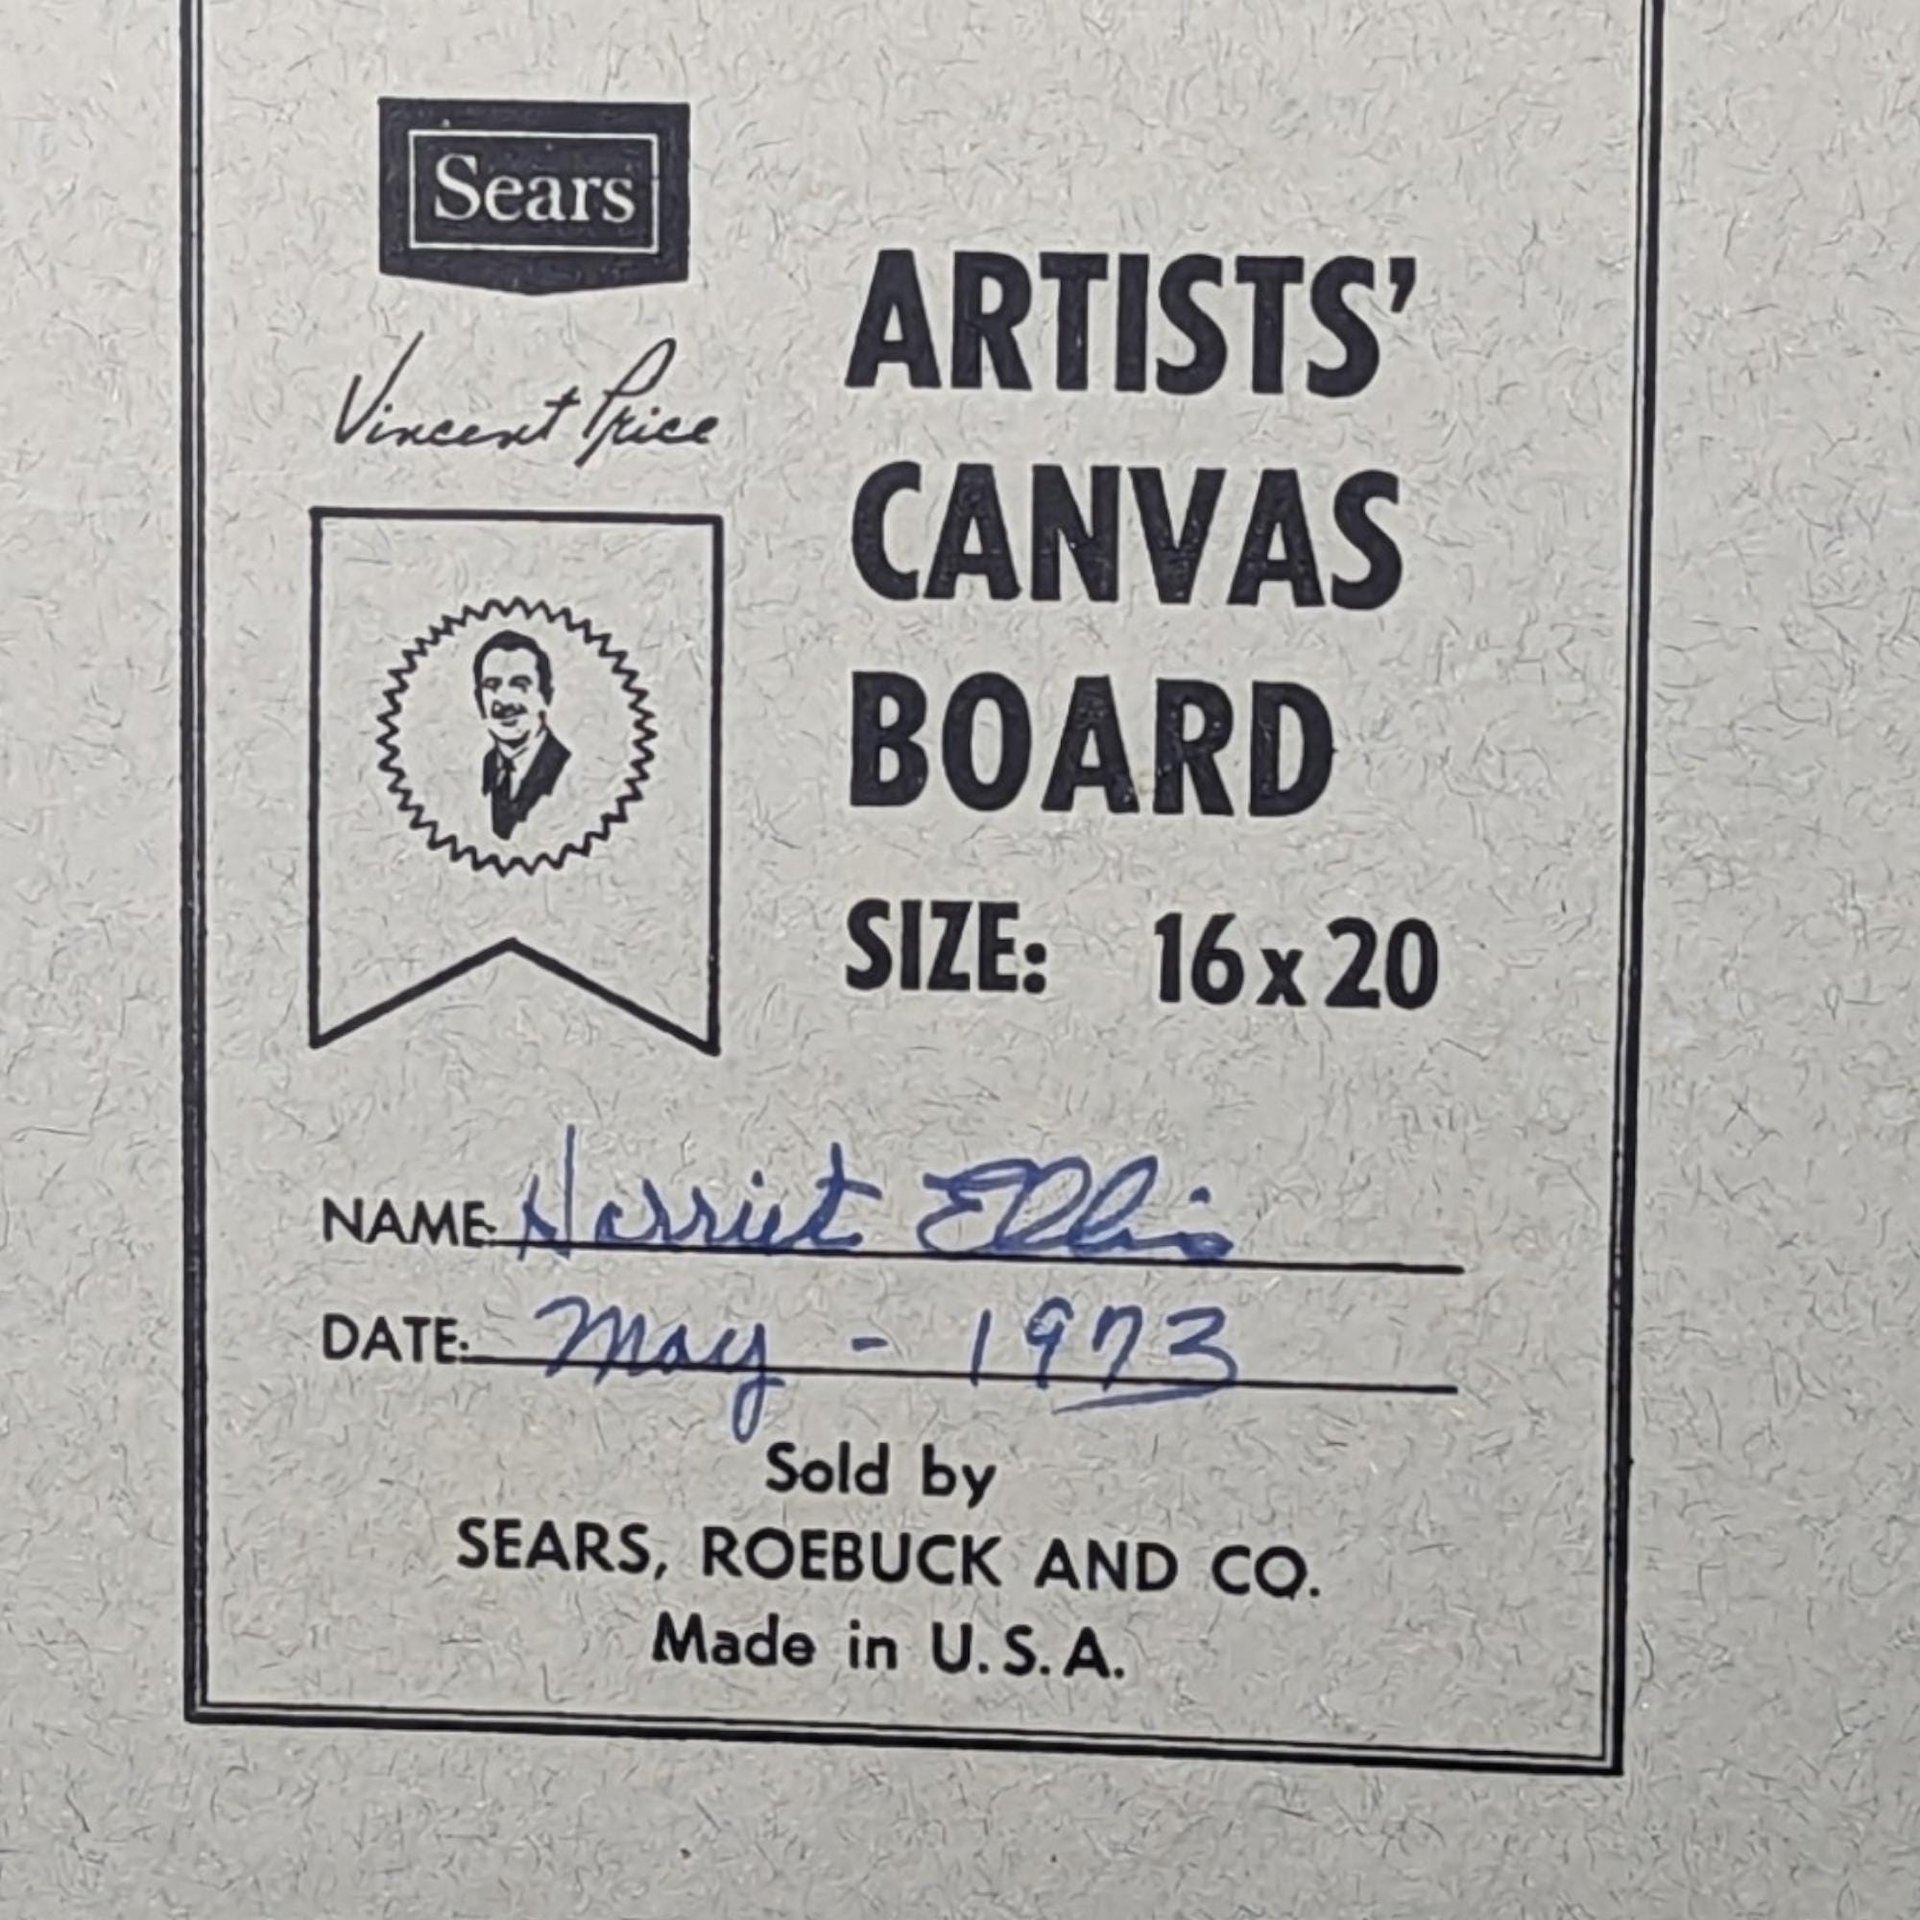 Sears
Vincent Price
ARTISTS'
CANVAS
BOARD
SIZE: 16 x 20
NAME: Harriet Ellis
DATE: May - 1973
Sold by
SEARS, ROEBUCK AND CO.
Made in U.S.A.